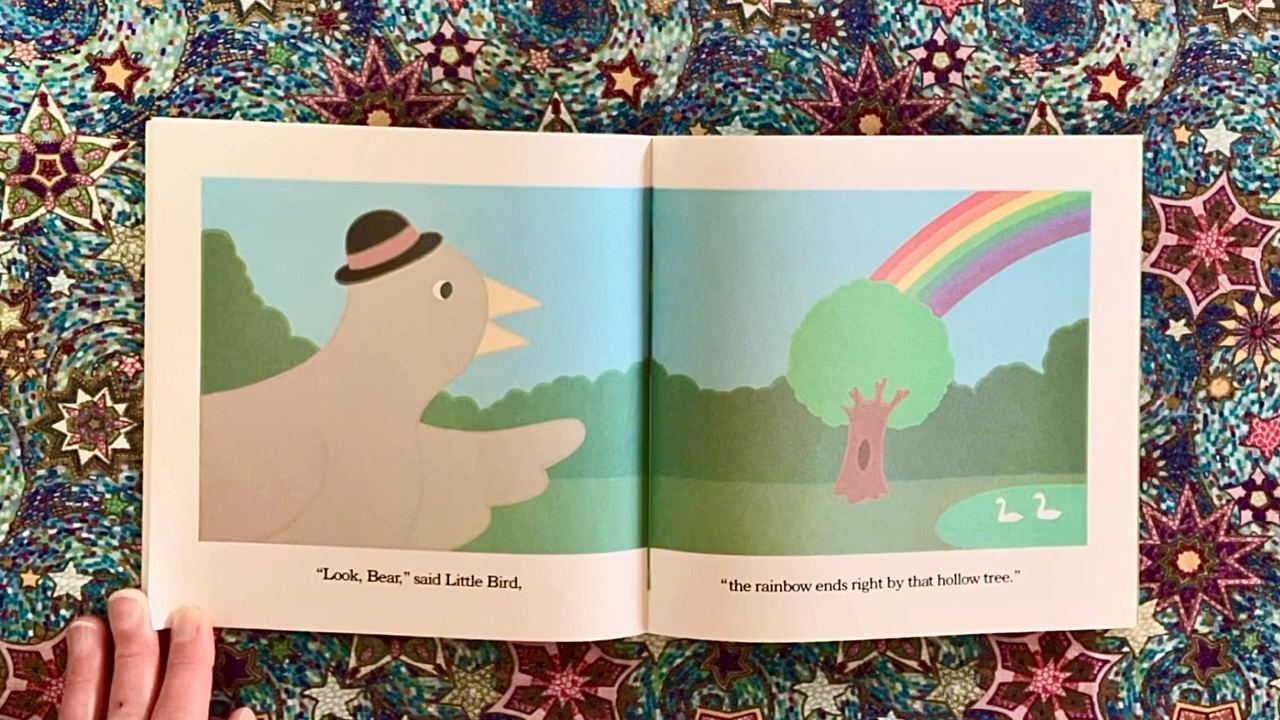 “Look, Bear,” said Little Bird,
“the rainbow ends right by that hollow tree.”